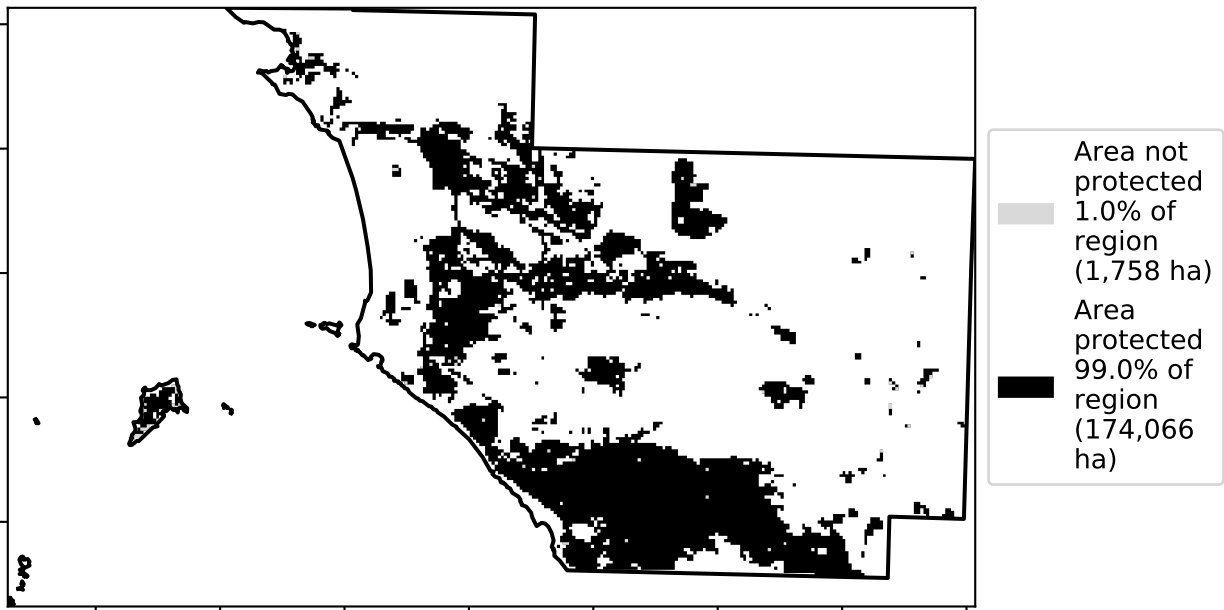 Area not
protected
1.0% of
region
(1,758 ha)
Area
protected
99.0% of
region
(174,066
ha)